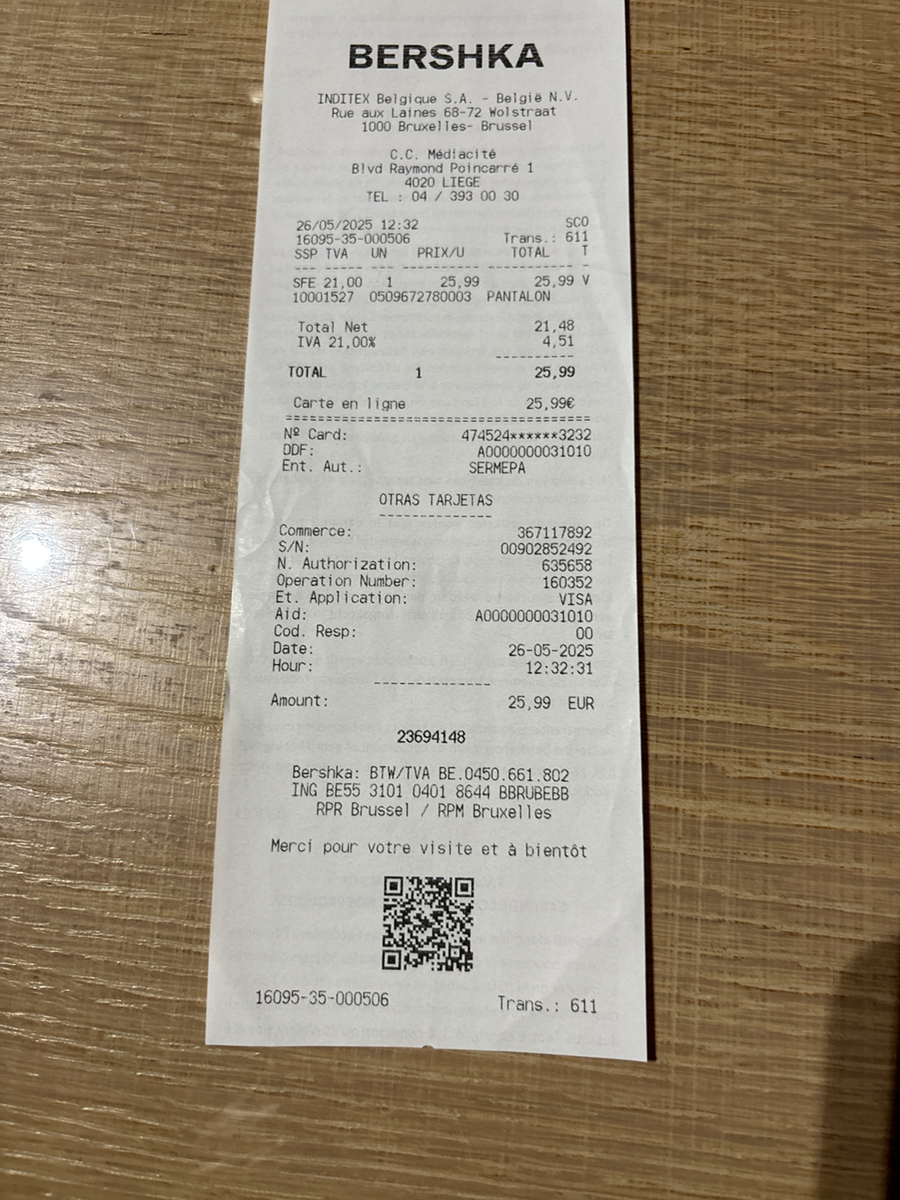 BERSHKA
INDITEX Belgique S.A. - België N.V.
Rue aux Laines 68-72 Wolstraat
1000 Bruxelles- Brussel
C.C. Médiacité
Blvd Raymond Poincarré 1
4020 LIEGE
TEL : 04 / 393 00 30
26/05/2025 12:32 SCO
16095-35-000506 Trans.: 611
SSP TVA UN PRIX/U TOTAL T
--- ----- --- -------- ---------- -
SFE 21,00 1 25,99 25,99 V
10001527 0509672780003 PANTALON
Total Net 21,48
IVA 21,00% 4,51
----------
TOTAL 1 25,99
Carte en ligne 25,99€
========================================
Nº Card: 474524******3232
DDF: A0000000031010
Ent. Aut.: SERMEPA
OTRAS TARJETAS
--------------
Commerce: 367117892
S/N: 00902852492
N. Authorization: 635658
Operation Number: 160352
Et. Application: VISA
Aid: A0000000031010
Cod. Resp: 00
Date: 26-05-2025
Hour: 12:32:31
--------------
Amount: 25,99 EUR
23694148
Bershka: BTW/TVA BE.0450.661.802
ING BE55 3101 0401 8644 BBRUBEBB
RPR Brussel / RPM Bruxelles
Merci pour votre visite et à bientôt
16095-35-000506 Trans.: 611